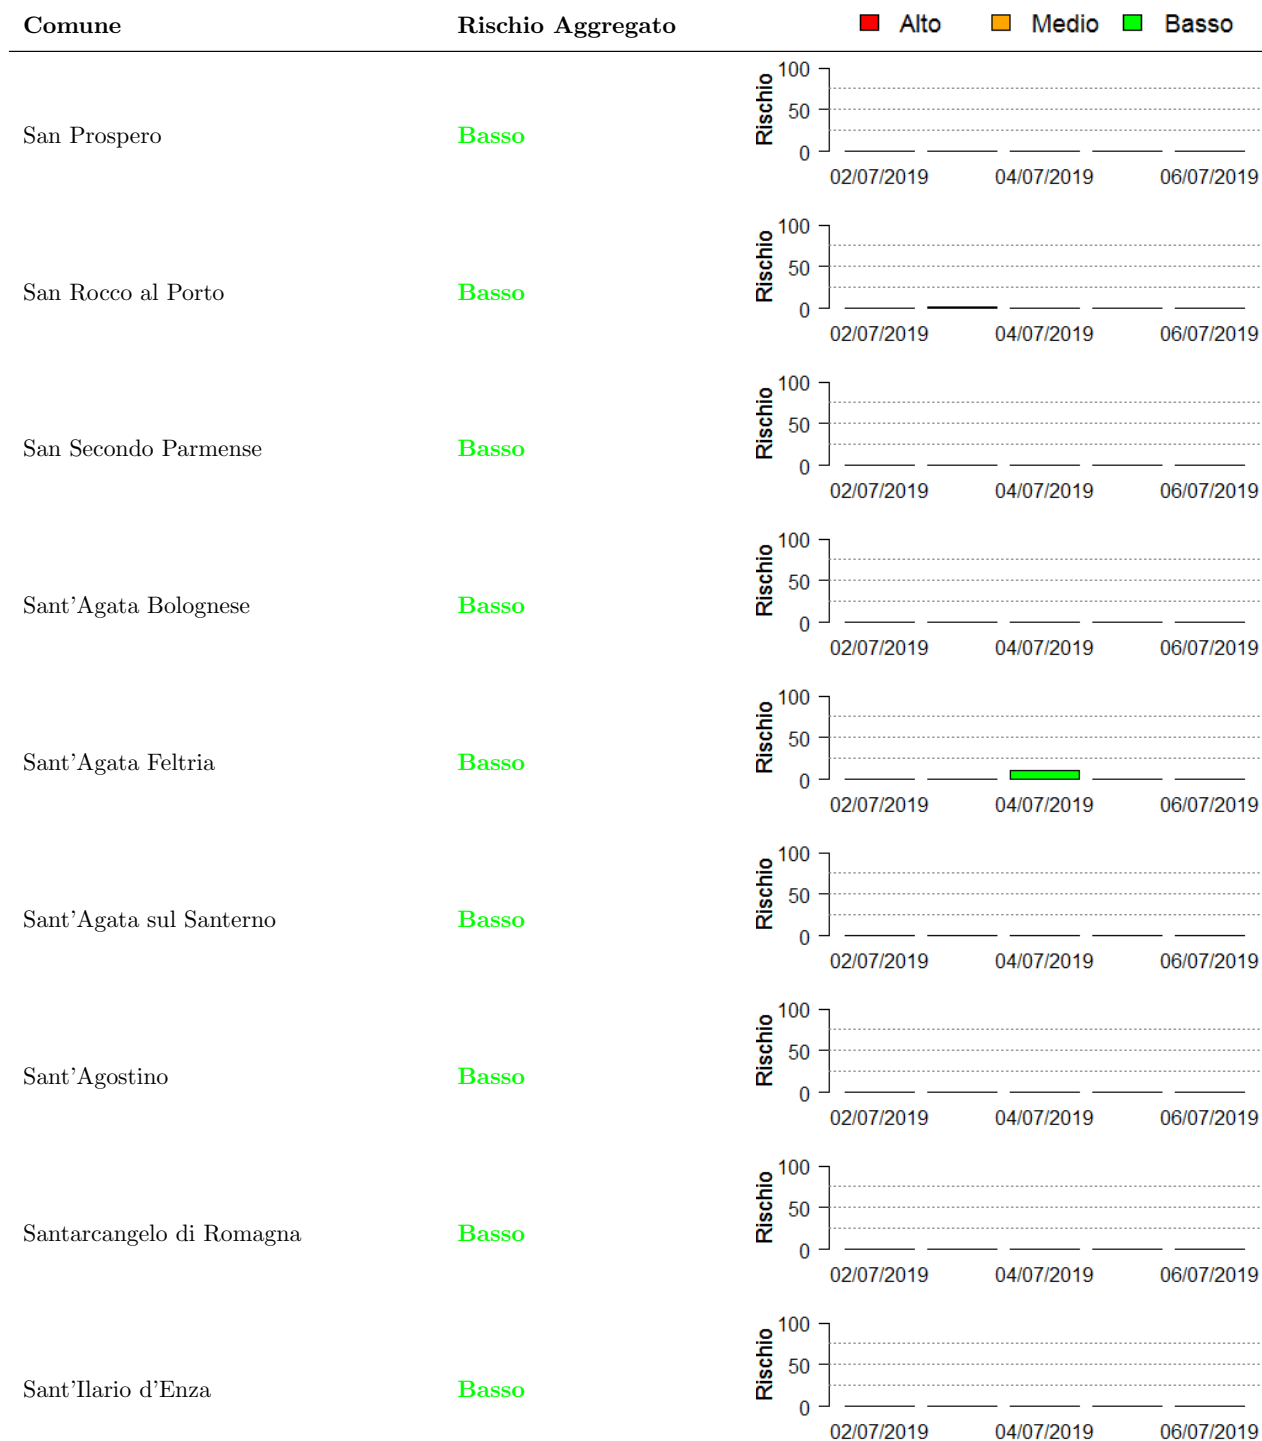 Comune Rischio Aggregato Alto Medio Basso
100
50
0
Rischio
San Prospero Basso
02/07/2019 04/07/2019 06/07/2019
100
50
0
Rischio
San Rocco al Porto Basso
02/07/2019 04/07/2019 06/07/2019
100
50
0
Rischio
San Secondo Parmense Basso
02/07/2019 04/07/2019 06/07/2019
100
50
0
Rischio
Sant'Agata Bolognese Basso
02/07/2019 04/07/2019 06/07/2019
100
50
0
Rischio
Sant'Agata Feltria Basso
02/07/2019 04/07/2019 06/07/2019
100
50
0
Rischio
Sant'Agata sul Santerno Basso
02/07/2019 04/07/2019 06/07/2019
100
50
0
Rischio
Sant'Agostino Basso
02/07/2019 04/07/2019 06/07/2019
100
50
0
Rischio
Santarcangelo di Romagna Basso
02/07/2019 04/07/2019 06/07/2019
100
50
0
Rischio
Sant'Ilario d'Enza Basso
02/07/2019 04/07/2019 06/07/2019